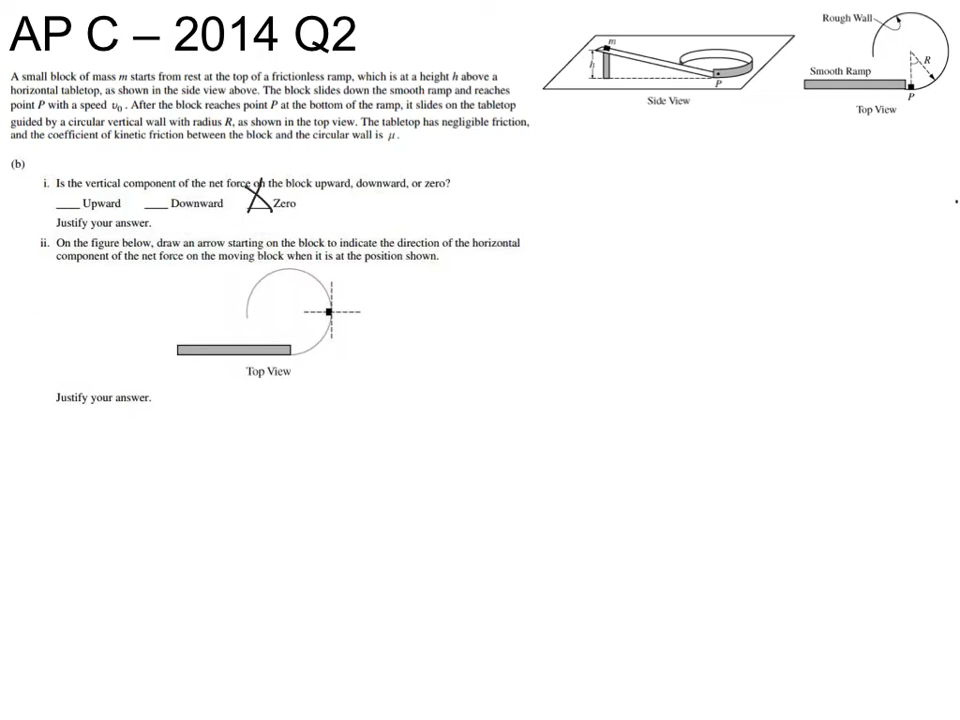 AP C – 2014 Q2
A small block of mass m starts from rest at the top of a frictionless ramp, which is at a height h above a
horizontal tabletop, as shown in the side view above. The block slides down the smooth ramp and reaches
point P with a speed v₀. After the block reaches point P at the bottom of the ramp, it slides on the tabletop
guided by a circular vertical wall with radius R, as shown in the top view. The tabletop has negligible friction,
and the coefficient of kinetic friction between the block and the circular wall is μ.
m
h
P
Side View
Rough Wall
R
Smooth Ramp
P
Top View
(b)
i. Is the vertical component of the net force on the block upward, downward, or zero?
____ Upward ____ Downward ____ Zero
Justify your answer.
ii. On the figure below, draw an arrow starting on the block to indicate the direction of the horizontal
component of the net force on the moving block when it is at the position shown.
Top View
Justify your answer.